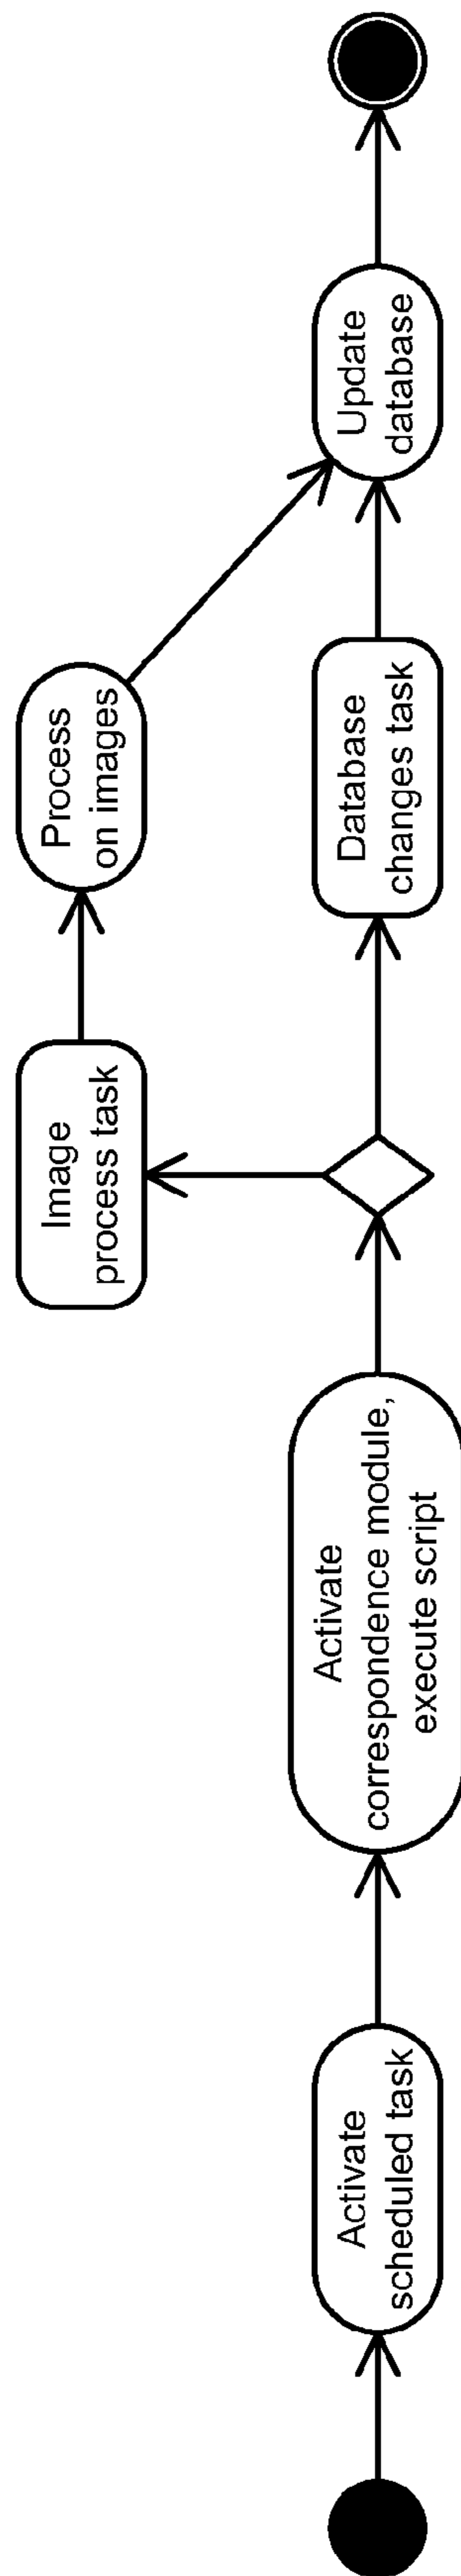 Activate
scheduled task
Activate
correspondence module,
execute script
Image
process task
Process
on images
Database
changes task
Update
database